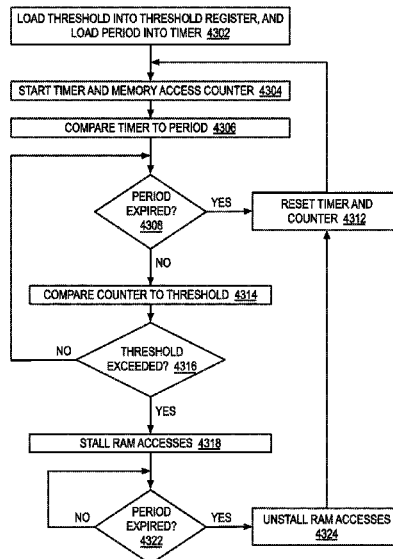 LOAD THRESHOLD INTO THRESHOLD REGISTER, AND
LOAD PERIOD INTO TIMER 4302
START TIMER AND MEMORY ACCESS COUNTER 4304
COMPARE TIMER TO PERIOD 4306
PERIOD
EXPIRED?
4308
YES
RESET TIMER AND
COUNTER 4312
NO
COMPARE COUNTER TO THRESHOLD 4314
NO
THRESHOLD
EXCEEDED? 4316
YES
STALL RAM ACCESSES 4318
NO
PERIOD
EXPIRED?
4322
YES
UNSTALL RAM ACCESSES
4324